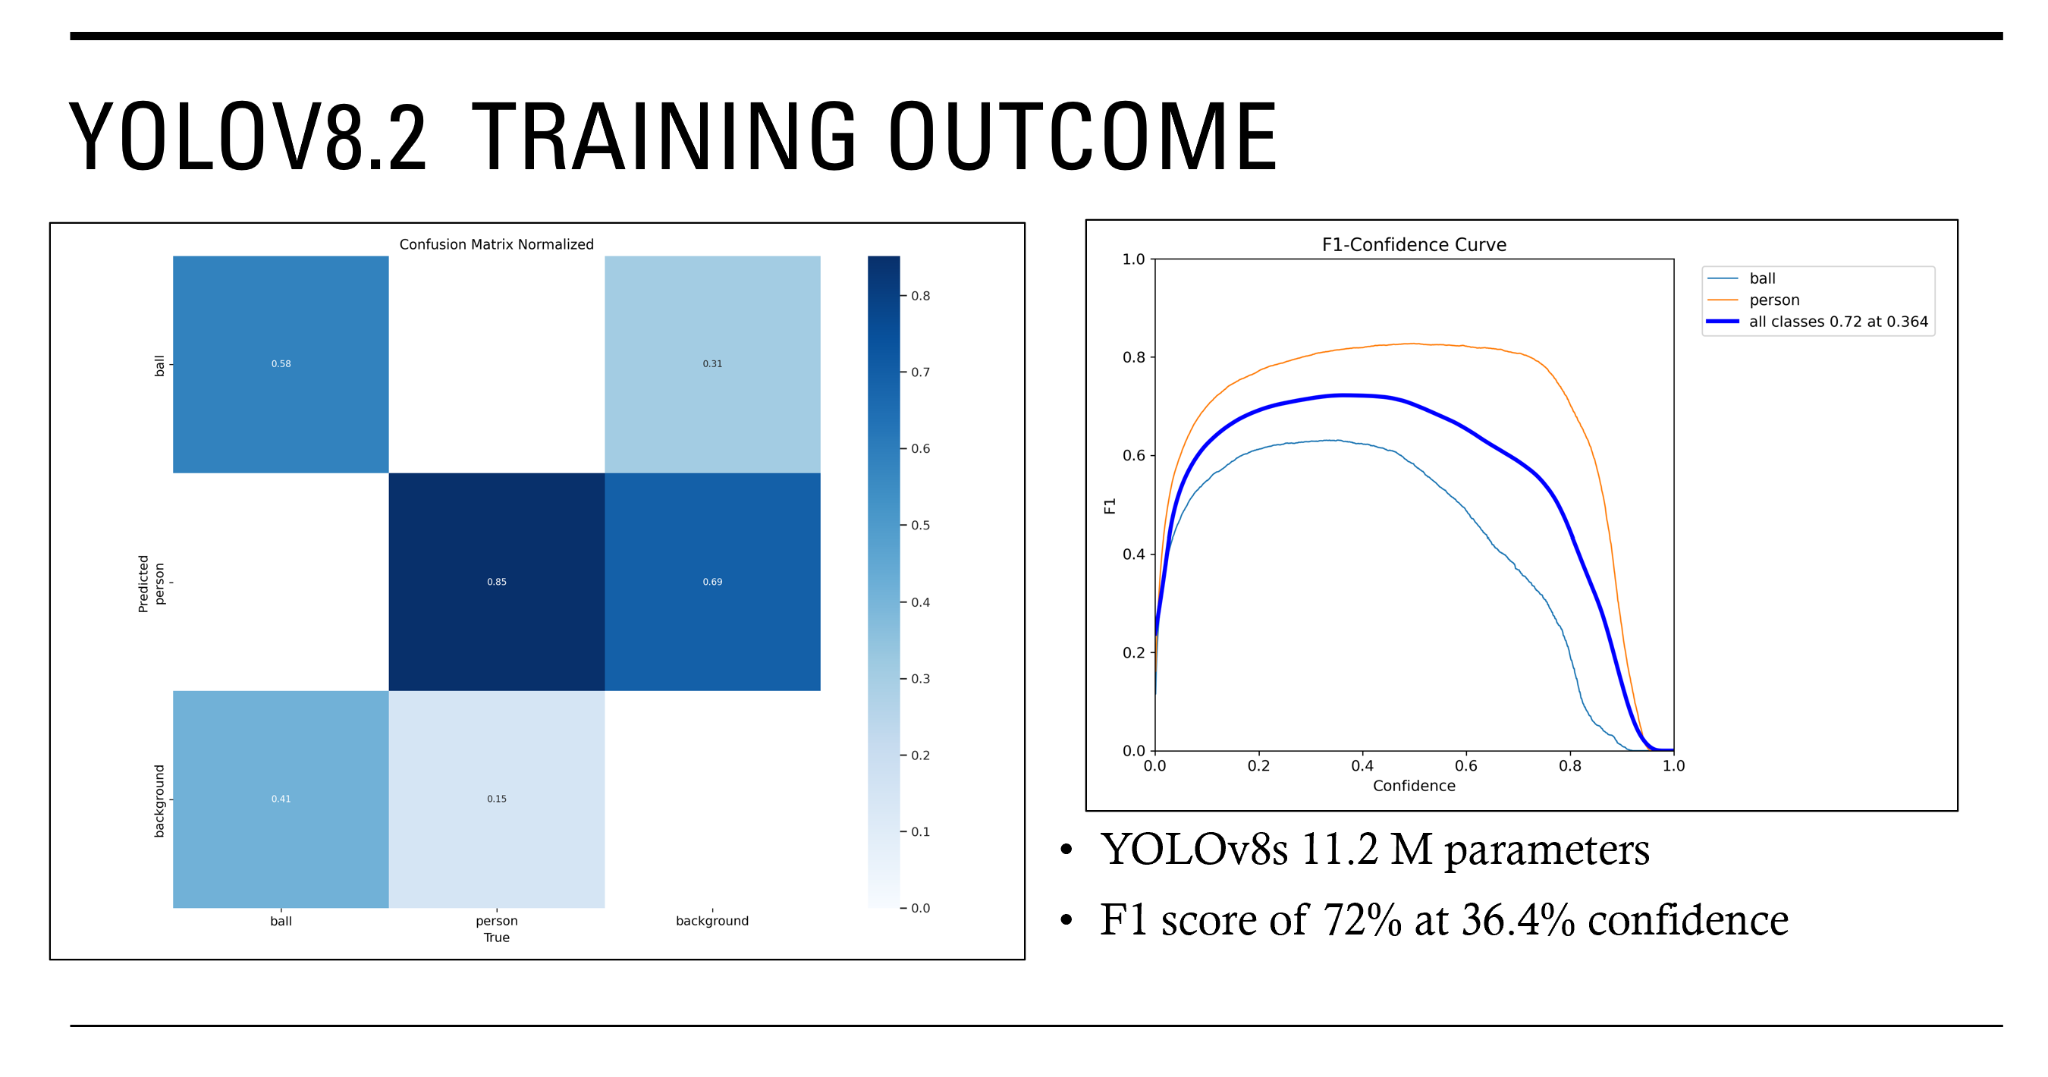 YOLOV8.2 TRAINING OUTCOME
Confusion Matrix Normalized
ball
0.58
0.31
Predicted
person
0.85
0.69
background
0.41
0.15
ball
person
background
True
0.8
0.7
0.6
0.5
0.4
0.3
0.2
0.1
0.0
F1-Confidence Curve
1.0
0.8
0.6
0.4
0.2
0.0
F1
0.0 0.2 0.4 0.6 0.8 1.0
Confidence
ball
person
all classes 0.72 at 0.364
• YOLOv8s 11.2 M parameters
• F1 score of 72% at 36.4% confidence